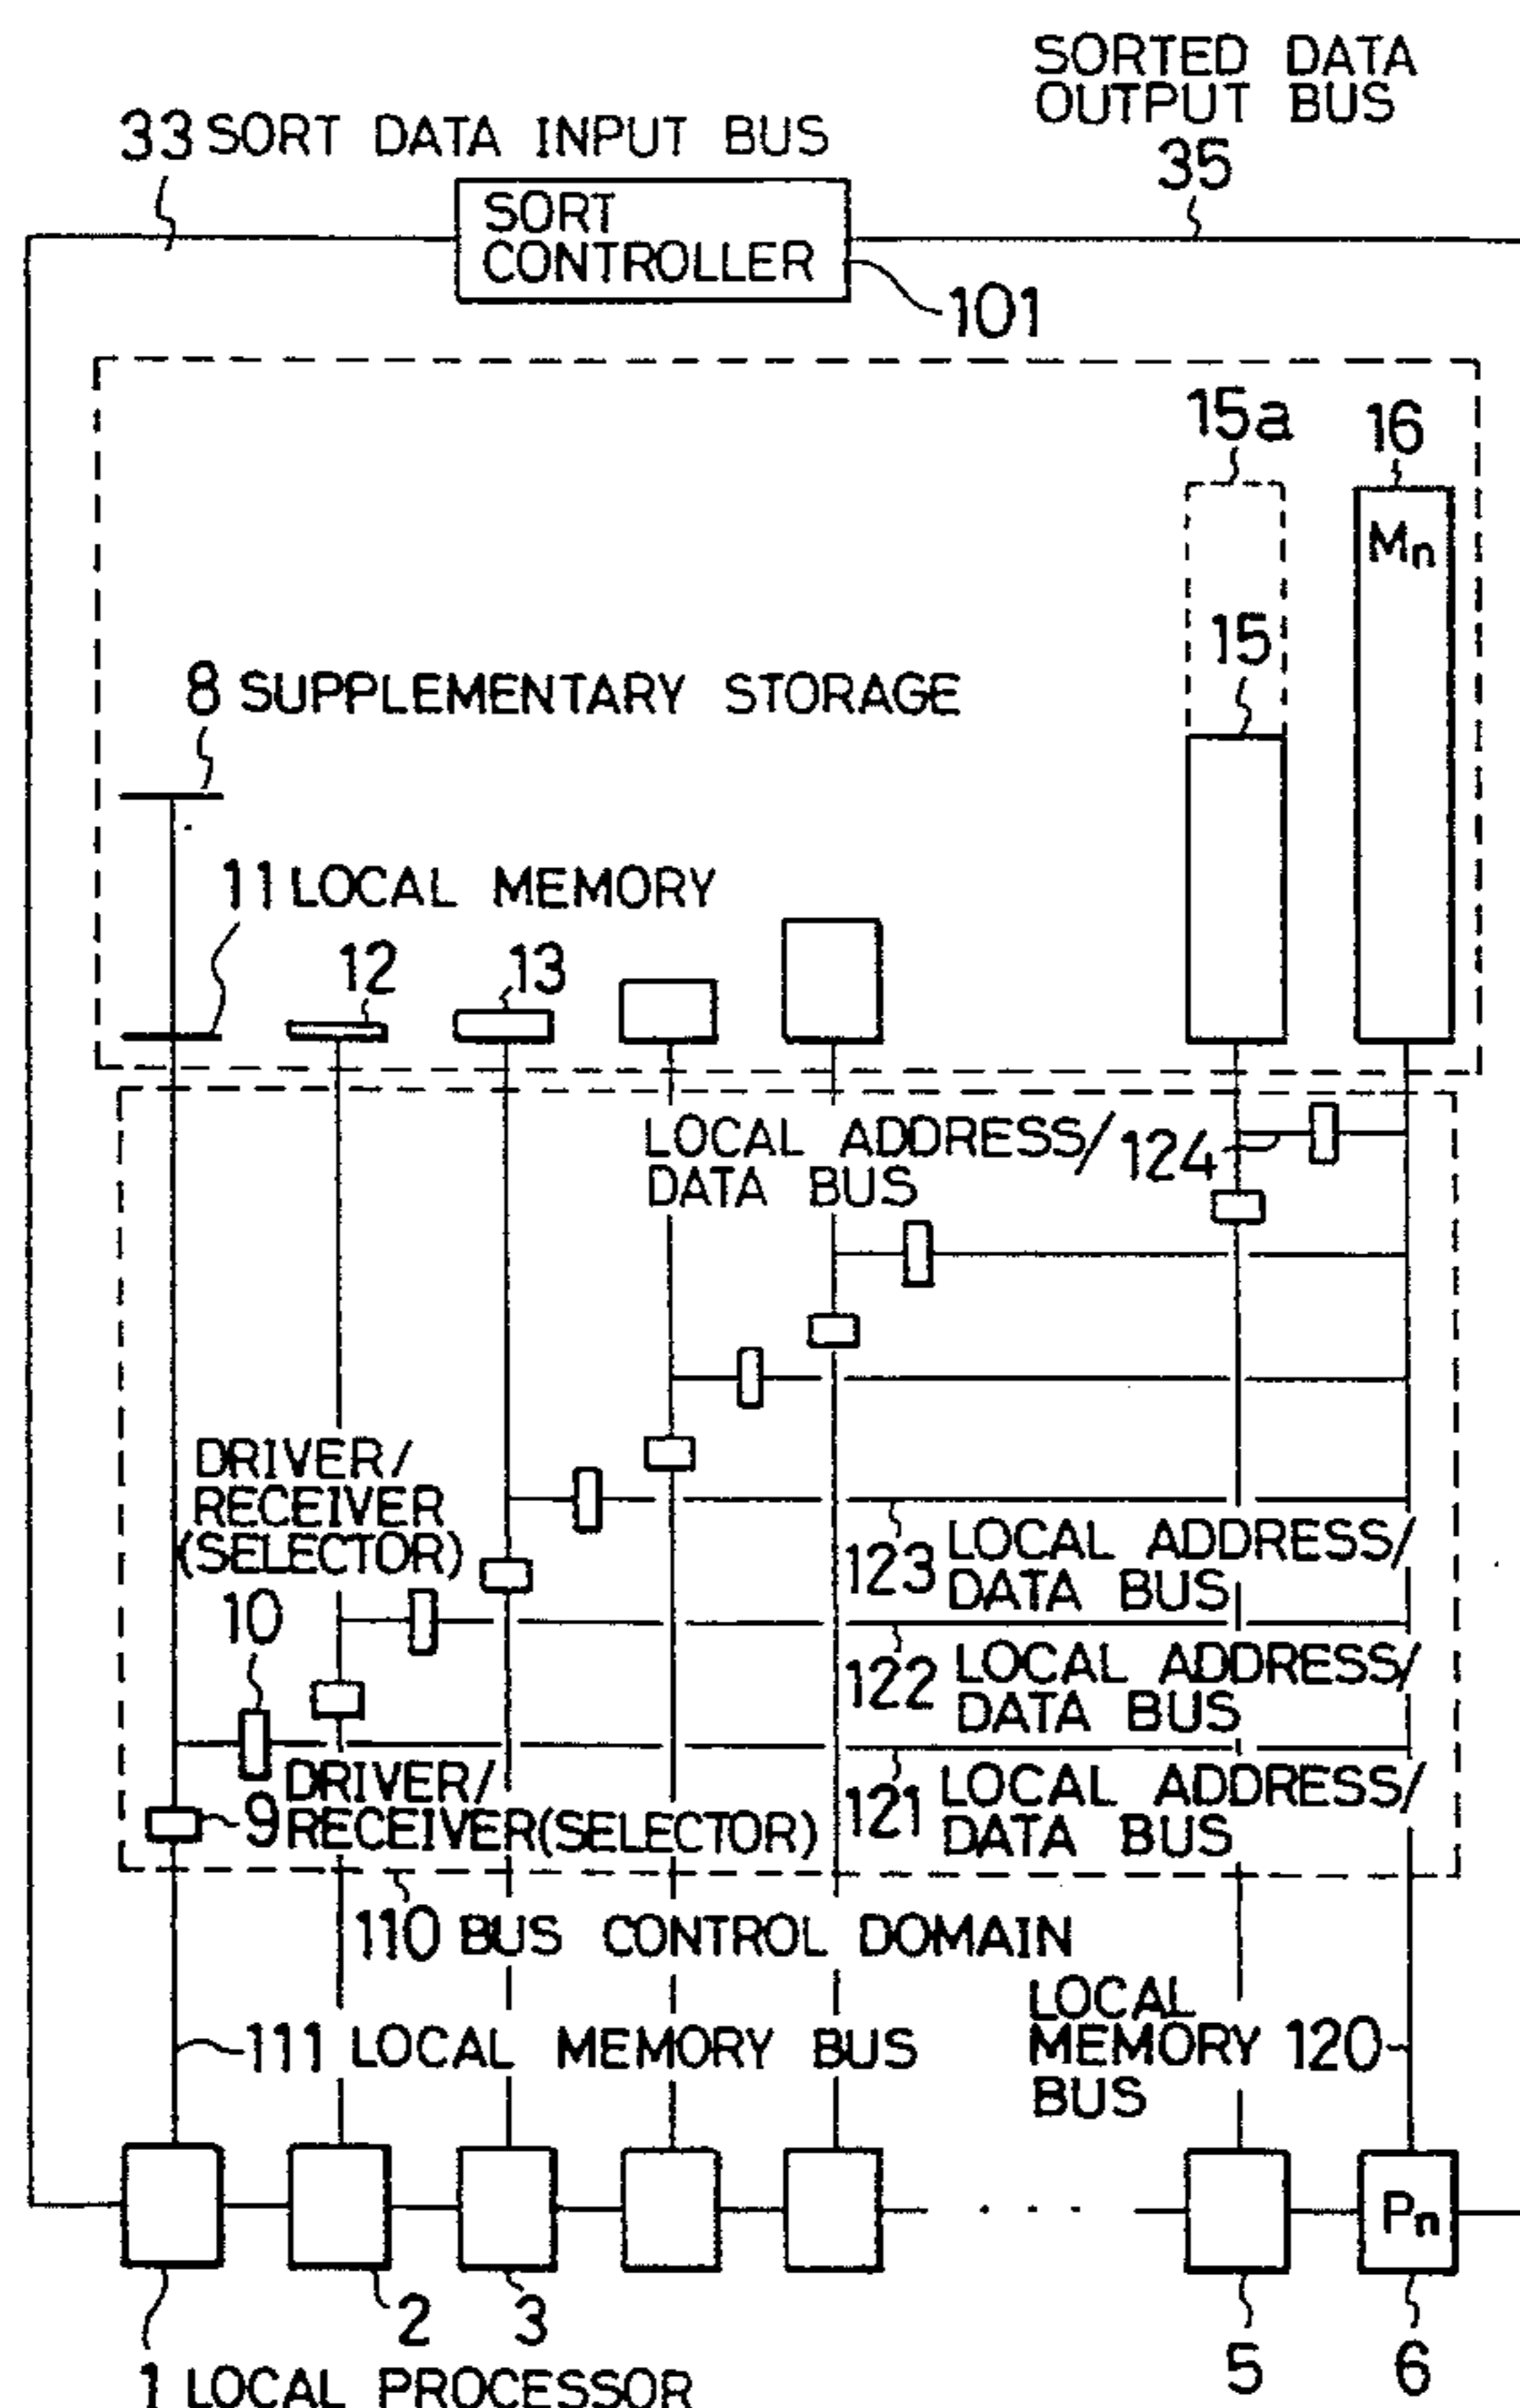 SORTED DATA
OUTPUT BUS
35
33 SORT DATA INPUT BUS
SORT
CONTROLLER
101
15a
16
Mn
15
8 SUPPLEMENTARY STORAGE
11 LOCAL MEMORY
12
13
LOCAL ADDRESS/
DATA BUS
124
DRIVER/
RECEIVER
(SELECTOR)
10
123 LOCAL ADDRESS/
DATA BUS
122 LOCAL ADDRESS/
DATA BUS
121 LOCAL ADDRESS/
DATA BUS
9 DRIVER/
RECEIVER(SELECTOR)
110 BUS CONTROL DOMAIN
111 LOCAL MEMORY BUS
LOCAL
MEMORY
BUS
120
Pn
1 LOCAL PROCESSOR
2
3
5
6